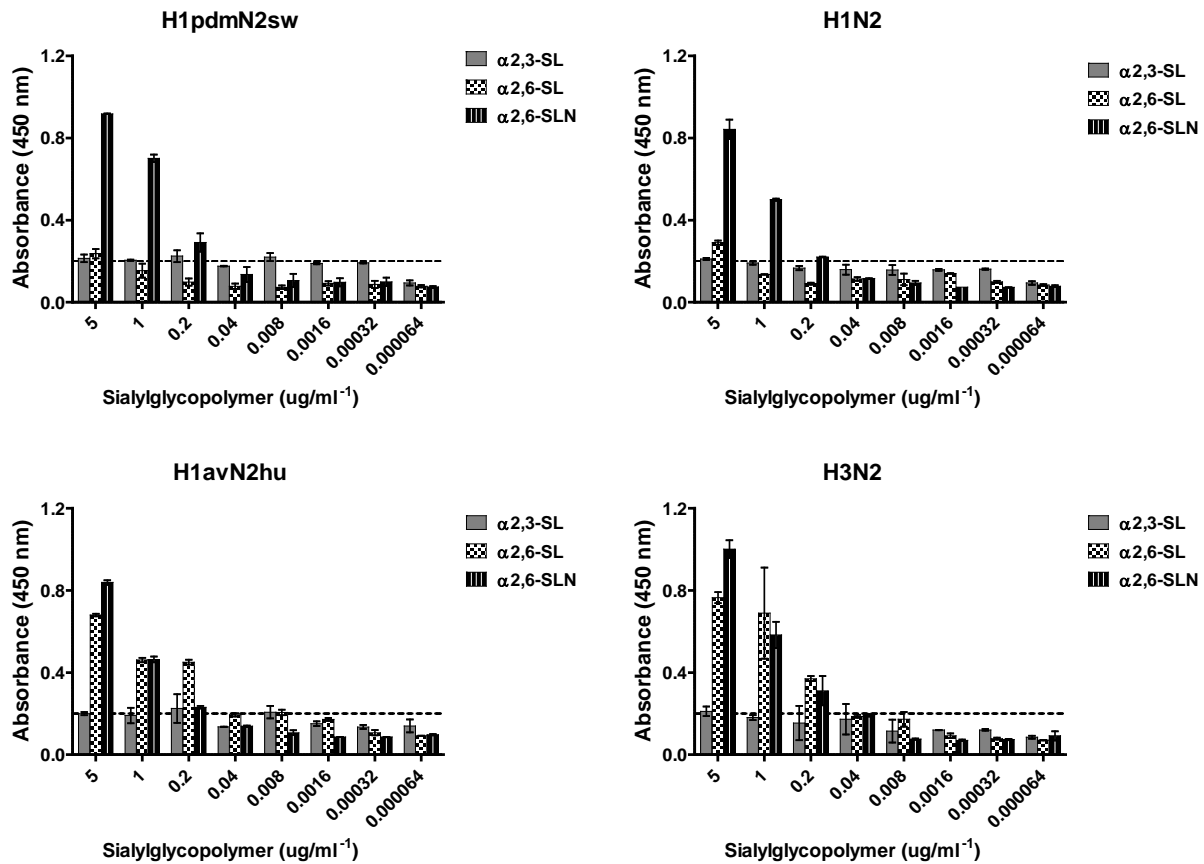 H1pdmN2sw
Absorbance (450 nm)
1.2
0.8
0.4
0.0
α2,3-SL
α2,6-SL
α2,6-SLN
5
1
0.2
0.04
0.008
0.0016
0.00032
0.000064
Sialylglycopolymer (ug/ml⁻¹)
H1N2
Absorbance (450 nm)
1.2
0.8
0.4
0.0
α2,3-SL
α2,6-SL
α2,6-SLN
5
1
0.2
0.04
0.008
0.0016
0.00032
0.000064
Sialylglycopolymer (ug/ml⁻¹)
H1avN2hu
Absorbance (450 nm)
1.2
0.8
0.4
0.0
α2,3-SL
α2,6-SL
α2,6-SLN
5
1
0.2
0.04
0.008
0.0016
0.00032
0.000064
Sialylglycopolymer (ug/ml⁻¹)
H3N2
Absorbance (450 nm)
1.2
0.8
0.4
0.0
α2,3-SL
α2,6-SL
α2,6-SLN
5
1
0.2
0.04
0.008
0.0016
0.00032
0.000064
Sialylglycopolymer (ug/ml⁻¹)